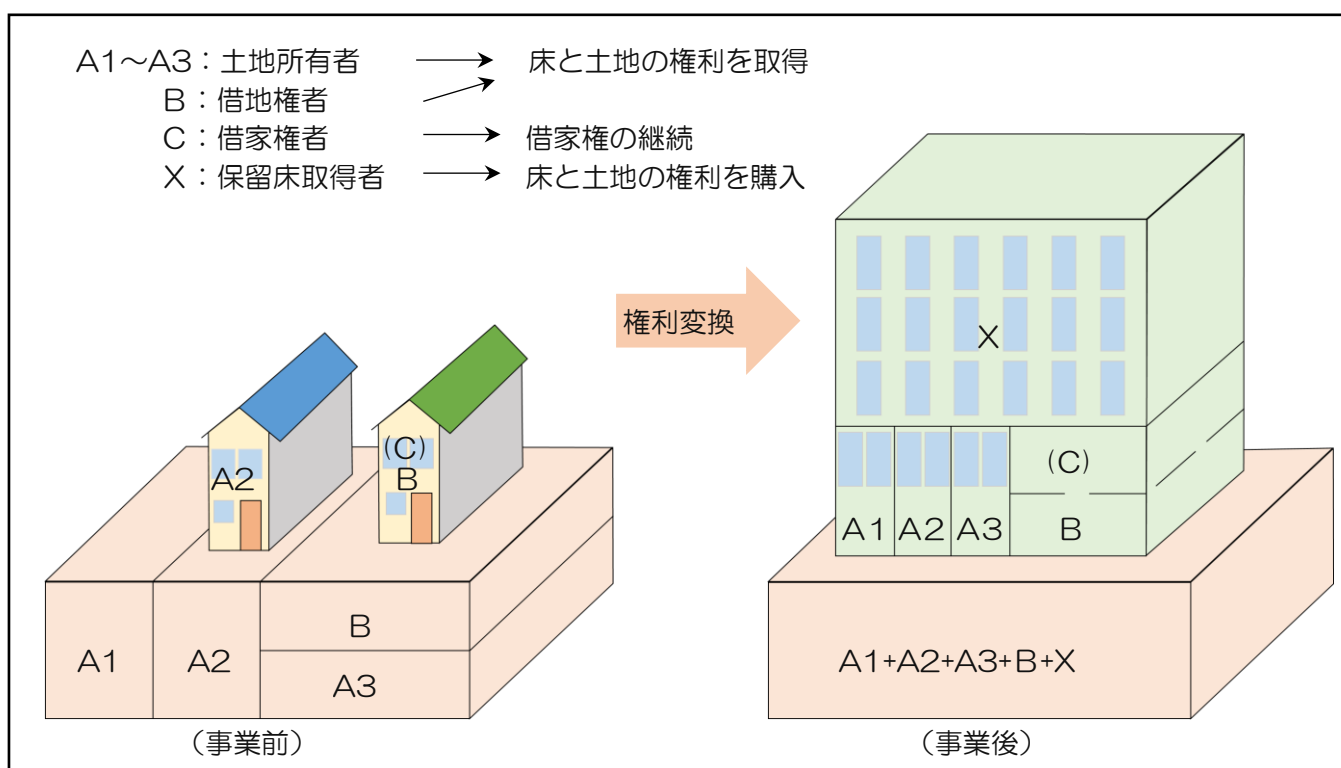 A1～A3：土地所有者 → 床と土地の権利を取得
B：借地権者
C：借家権者 → 借家権の継続
X：保留床取得者 → 床と土地の権利を購入
権利変換
X
A2
(C)
B
(C)
A1
A2
A3
B
B
A1
A2
A3
A1+A2+A3+B+X
（事業前）
（事業後）